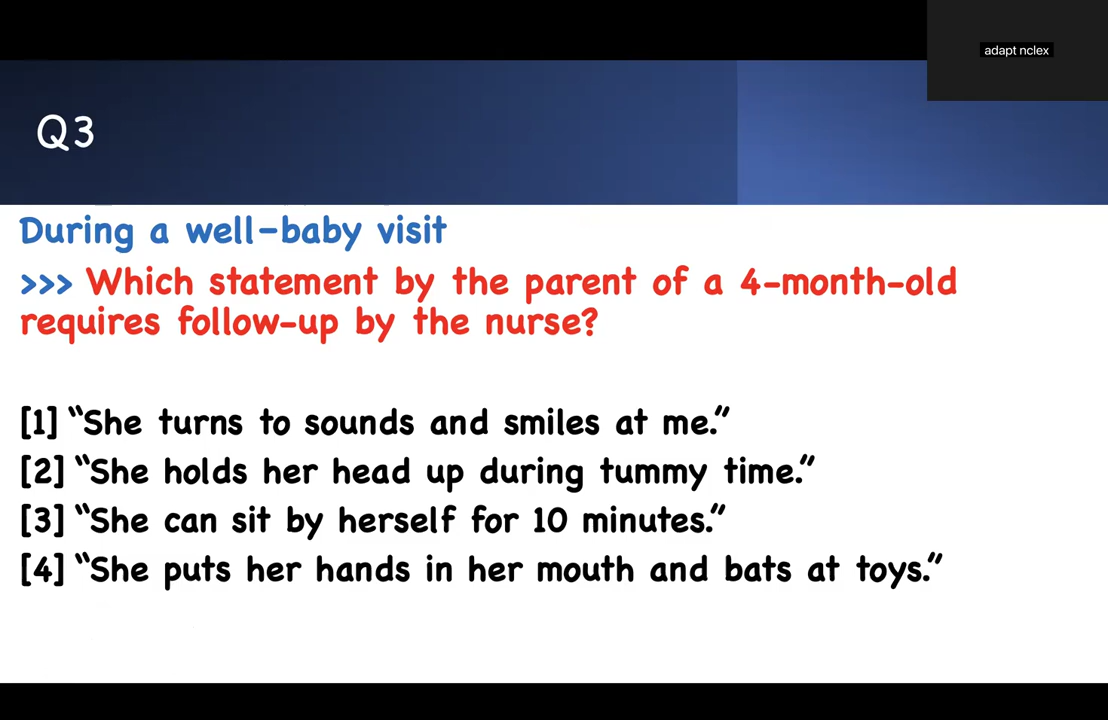 adapt nclex
Q3
During a well-baby visit
>>> Which statement by the parent of a 4-month-old
requires follow-up by the nurse?
[1] “She turns to sounds and smiles at me.”
[2] “She holds her head up during tummy time.”
[3] “She can sit by herself for 10 minutes.”
[4] “She puts her hands in her mouth and bats at toys.”